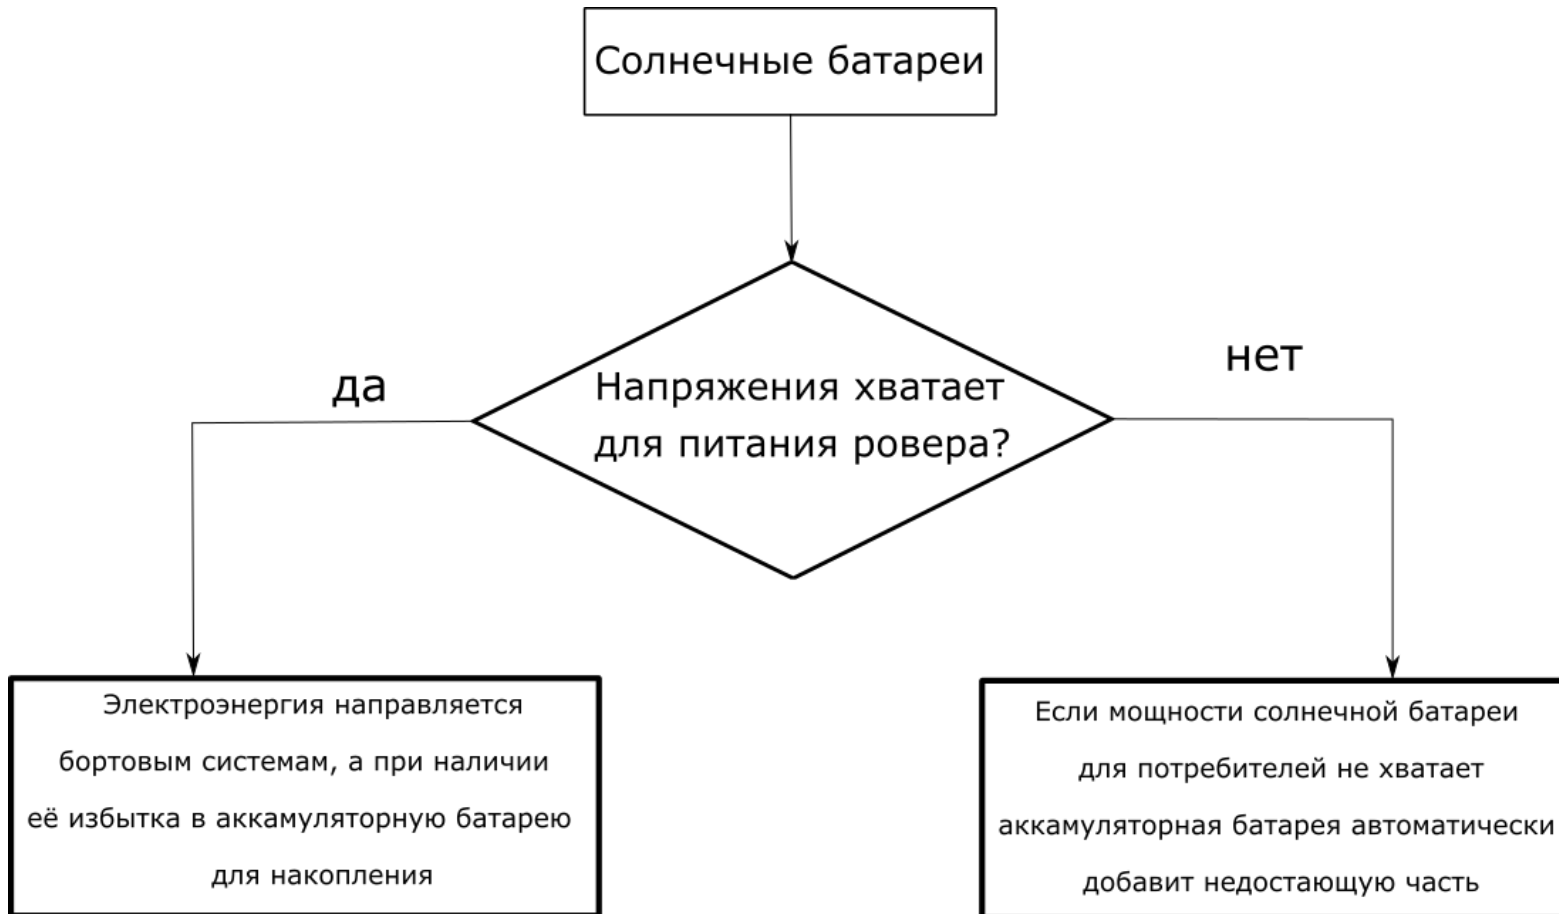 Солнечные батареи
да
нет
Напряжения хватает
для питания ровера?
Электроэнергия направляется
бортовым системам, а при наличии
её избытка в аккамуляторную батарею
для накопления
Если мощности солнечной батареи
для потребителей не хватает
аккамуляторная батарея автоматически
добавит недостающую часть